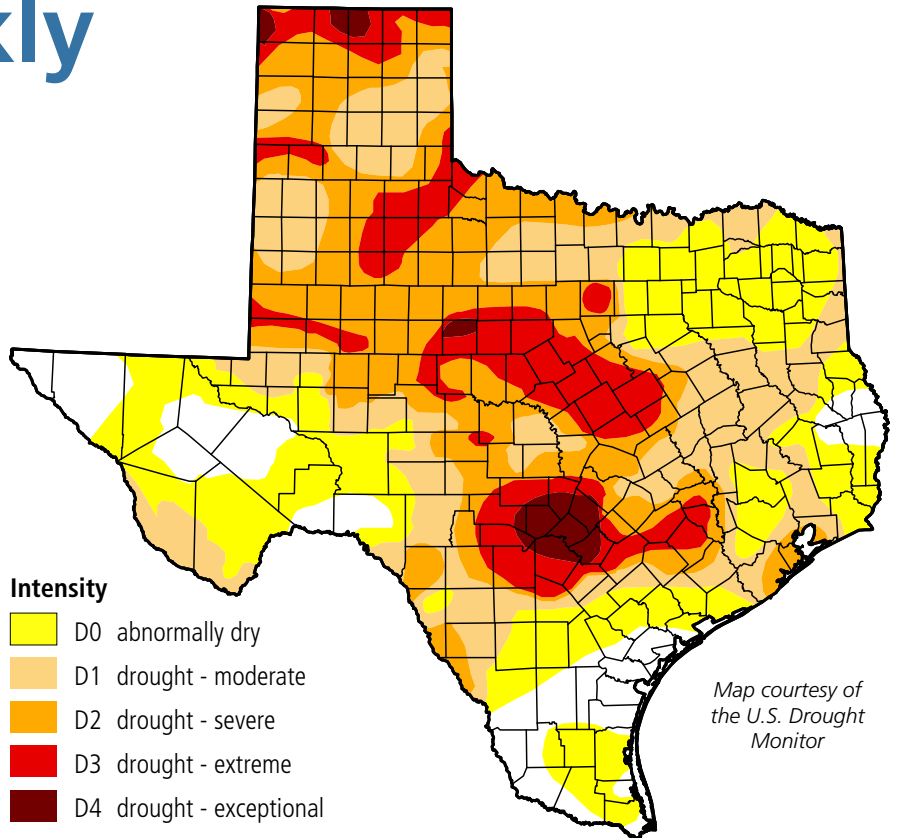 kly
Intensity
D0 abnormally dry
D1 drought - moderate
D2 drought - severe
D3 drought - extreme
D4 drought - exceptional
Map courtesy of
the U.S. Drought
Monitor